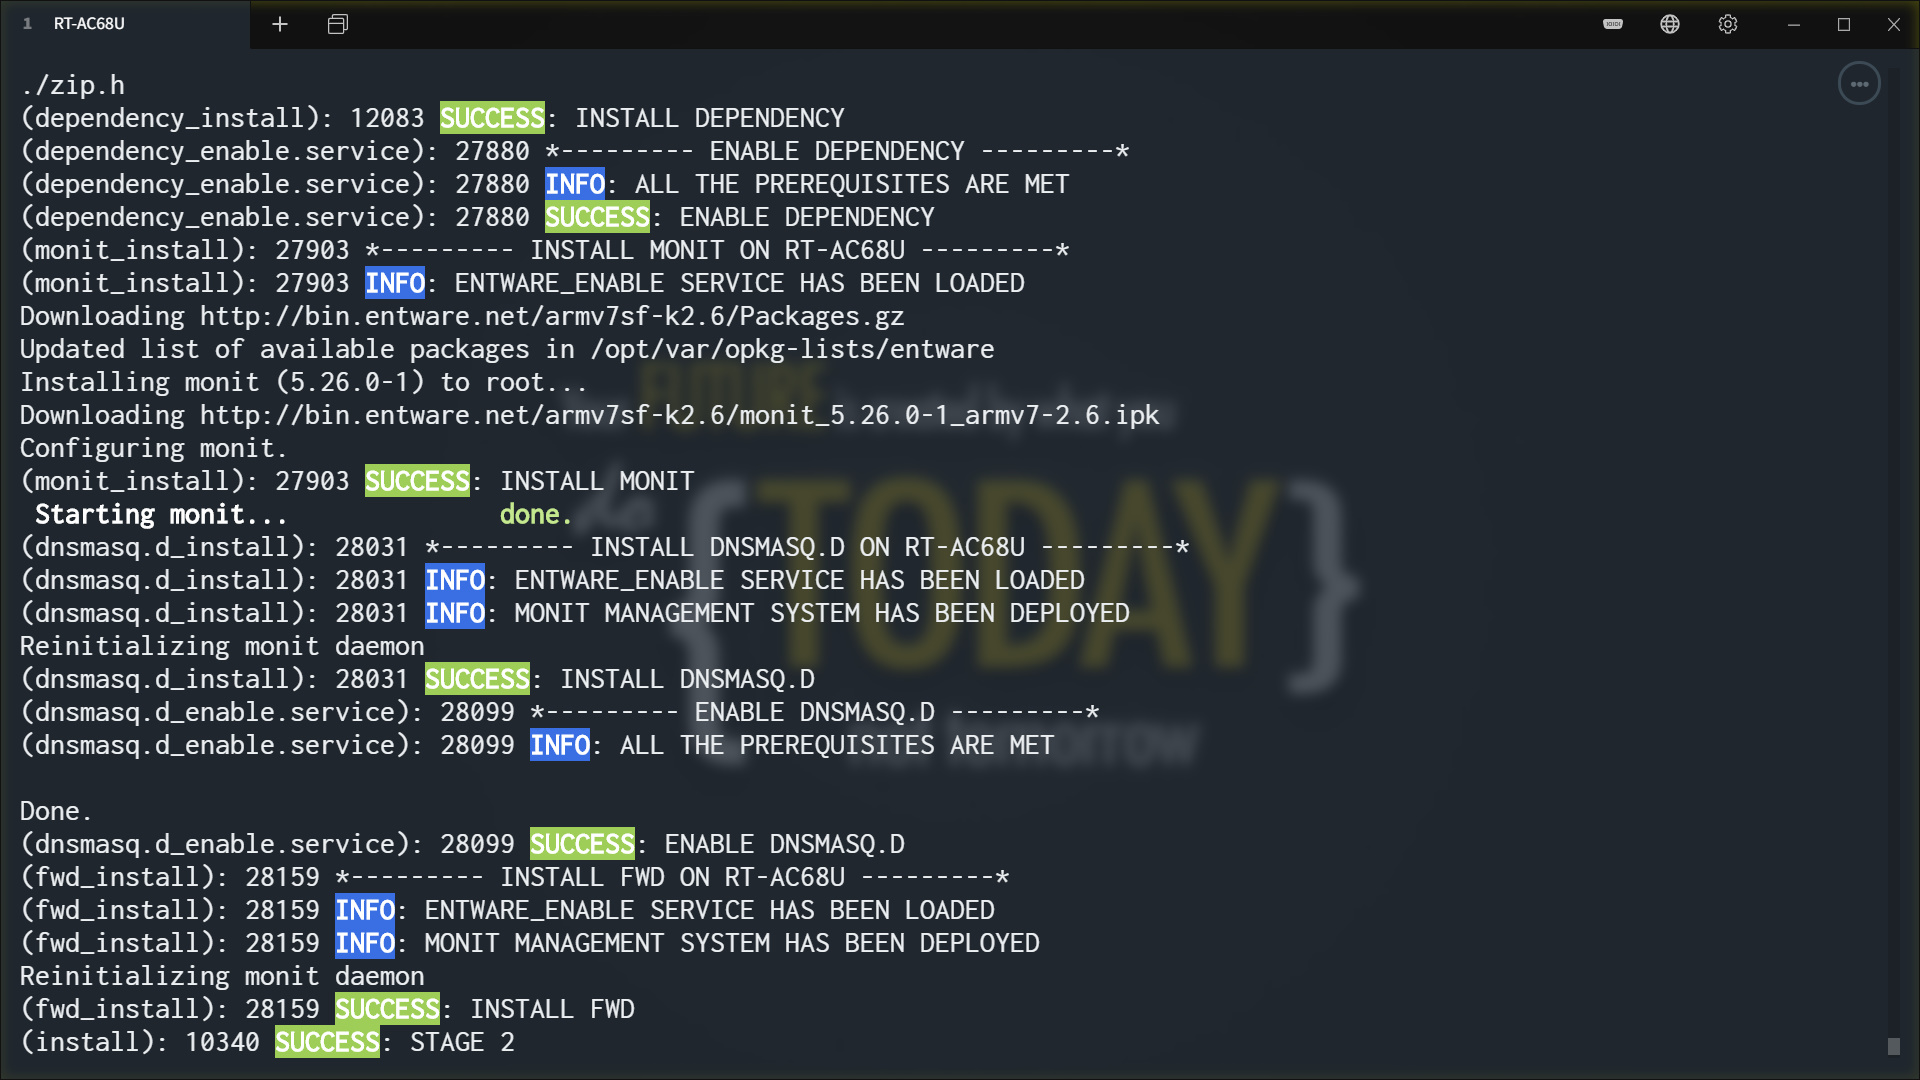 1 RT-AC68U
./zip.h
(dependency_install): 12083 SUCCESS: INSTALL DEPENDENCY
(dependency_enable.service): 27880 *--------- ENABLE DEPENDENCY ---------*
(dependency_enable.service): 27880 INFO: ALL THE PREREQUISITES ARE MET
(dependency_enable.service): 27880 SUCCESS: ENABLE DEPENDENCY
(monit_install): 27903 *--------- INSTALL MONIT ON RT-AC68U ---------*
(monit_install): 27903 INFO: ENTWARE_ENABLE SERVICE HAS BEEN LOADED
Downloading http://bin.entware.net/armv7sf-k2.6/Packages.gz
Updated list of available packages in /opt/var/opkg-lists/entware
Installing monit (5.26.0-1) to root...
Downloading http://bin.entware.net/armv7sf-k2.6/monit_5.26.0-1_armv7-2.6.ipk
Configuring monit.
(monit_install): 27903 SUCCESS: INSTALL MONIT
Starting monit... done.
(dnsmasq.d_install): 28031 *--------- INSTALL DNSMASQ.D ON RT-AC68U ---------*
(dnsmasq.d_install): 28031 INFO: ENTWARE_ENABLE SERVICE HAS BEEN LOADED
(dnsmasq.d_install): 28031 INFO: MONIT MANAGEMENT SYSTEM HAS BEEN DEPLOYED
Reinitializing monit daemon
(dnsmasq.d_install): 28031 SUCCESS: INSTALL DNSMASQ.D
(dnsmasq.d_enable.service): 28099 *--------- ENABLE DNSMASQ.D ---------*
(dnsmasq.d_enable.service): 28099 INFO: ALL THE PREREQUISITES ARE MET
Done.
(dnsmasq.d_enable.service): 28099 SUCCESS: ENABLE DNSMASQ.D
(fwd_install): 28159 *--------- INSTALL FWD ON RT-AC68U ---------*
(fwd_install): 28159 INFO: ENTWARE_ENABLE SERVICE HAS BEEN LOADED
(fwd_install): 28159 INFO: MONIT MANAGEMENT SYSTEM HAS BEEN DEPLOYED
Reinitializing monit daemon
(fwd_install): 28159 SUCCESS: INSTALL FWD
(install): 10340 SUCCESS: STAGE 2
FUTURE
{TODAY}
tomorrow